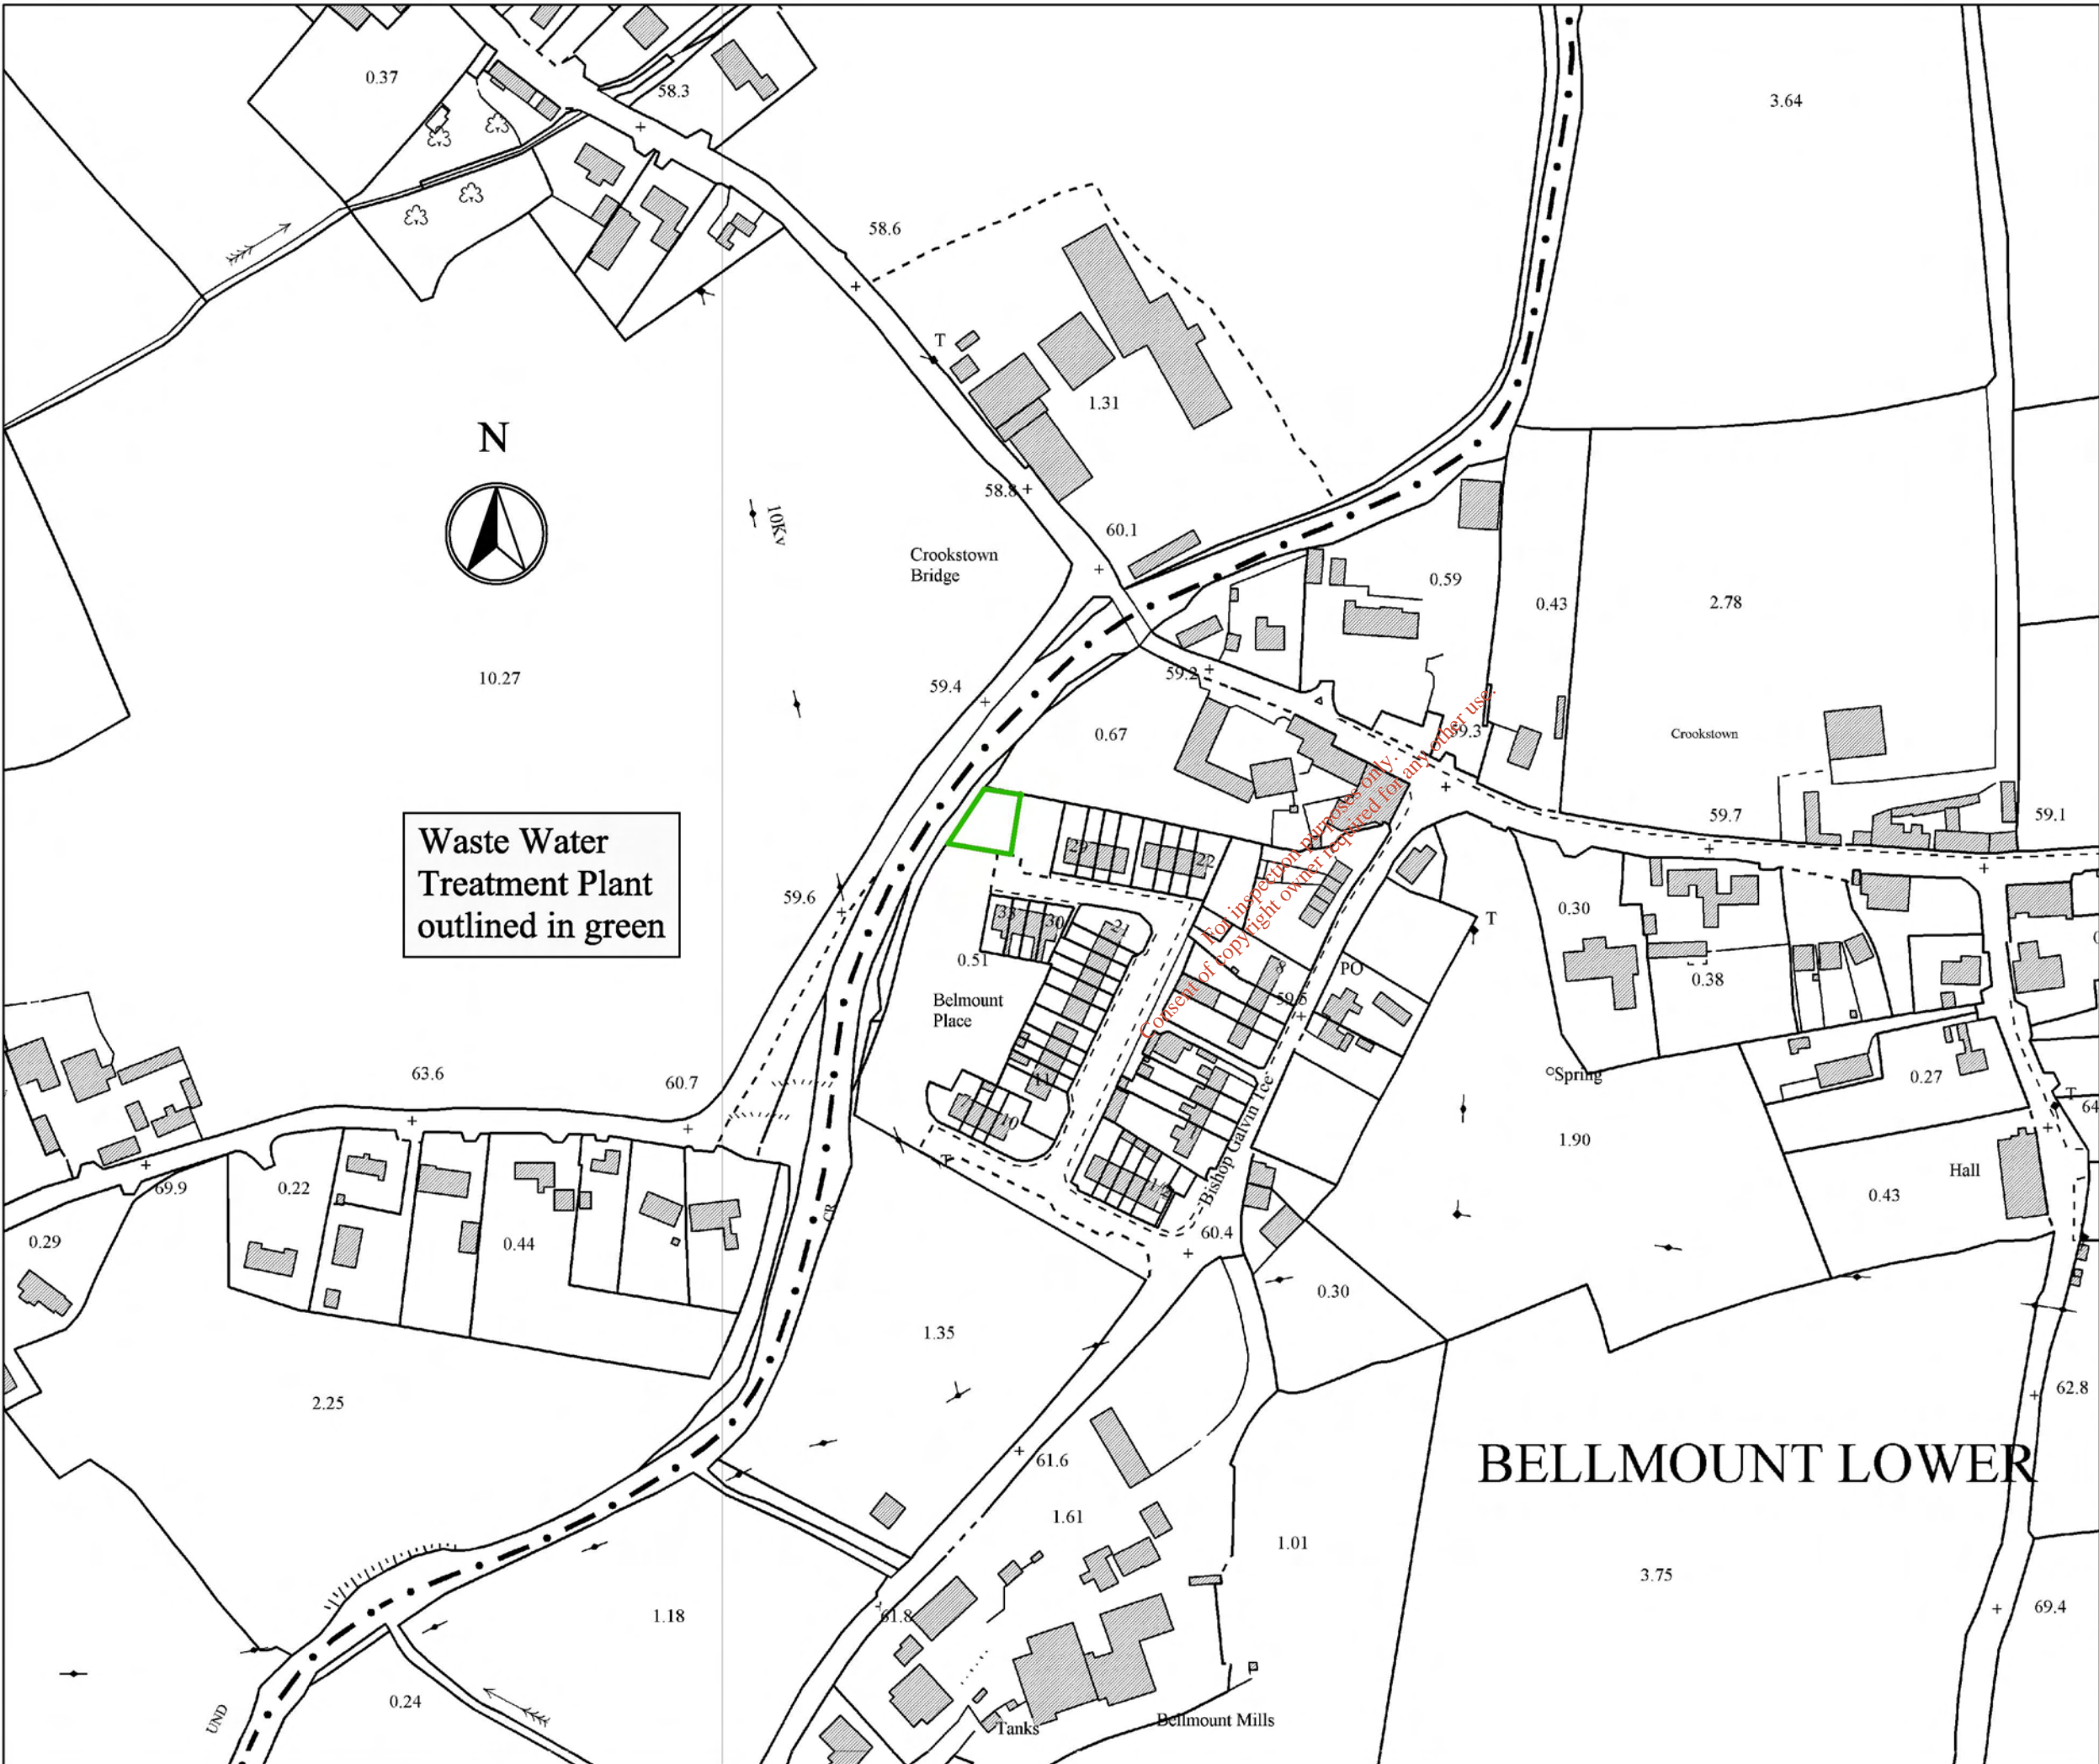 0.37
58.3
3.64
58.6
T
1.31
N
58.8
10Kv
60.1
Crookstown
Bridge
0.59
0.43
2.78
10.27
59.4
59.2
0.67
59.3
Crookstown
59.7
59.1
Waste Water
Treatment Plant
outlined in green
For inspection purposes only.
Consent of copyright owner required for any other use.
29
22
59.6
33
30
21
0.51
Belmount
Place
8
PO
59.5
T
0.30
0.38
63.6
60.7
11
7
10
Spring
0.27
T
64
1.90
69.9
0.22
T
Bishop Galvin Tce
1
Hall
0.43
0.29
0.44
CR
60.4
0.30
1.35
2.25
62.8
61.6
BELLMOUNT LOWER
1.61
1.01
3.75
1.18
61.8
69.4
0.24
UND
Tanks
Bellmount Mills